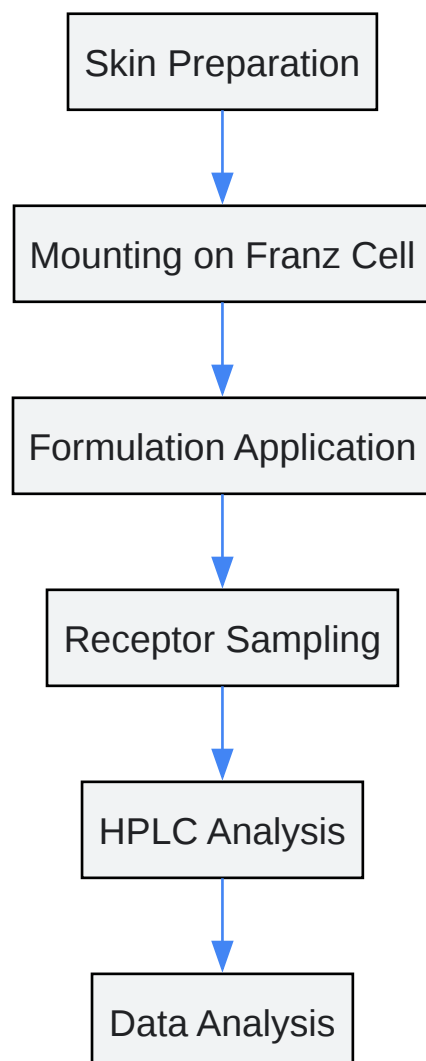 Skin Preparation
Mounting on Franz Cell
Formulation Application
Receptor Sampling
HPLC Analysis
Data Analysis